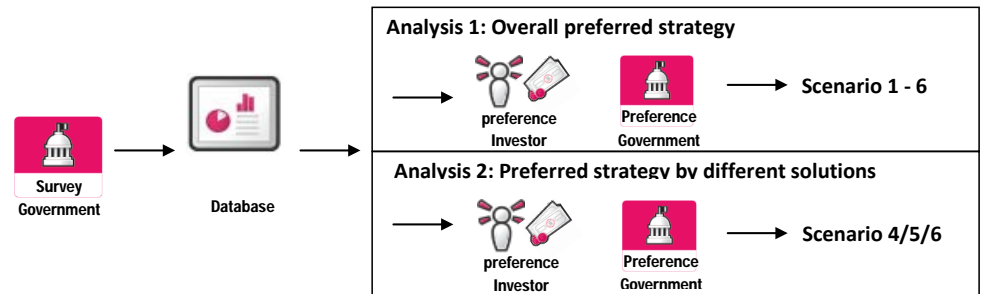 Analysis 1: Overall preferred strategy
preference
Investor
Preference
Government
Scenario 1 - 6
Survey
Government
Database
Analysis 2: Preferred strategy by different solutions
preference
Investor
Preference
Government
Scenario 4/5/6